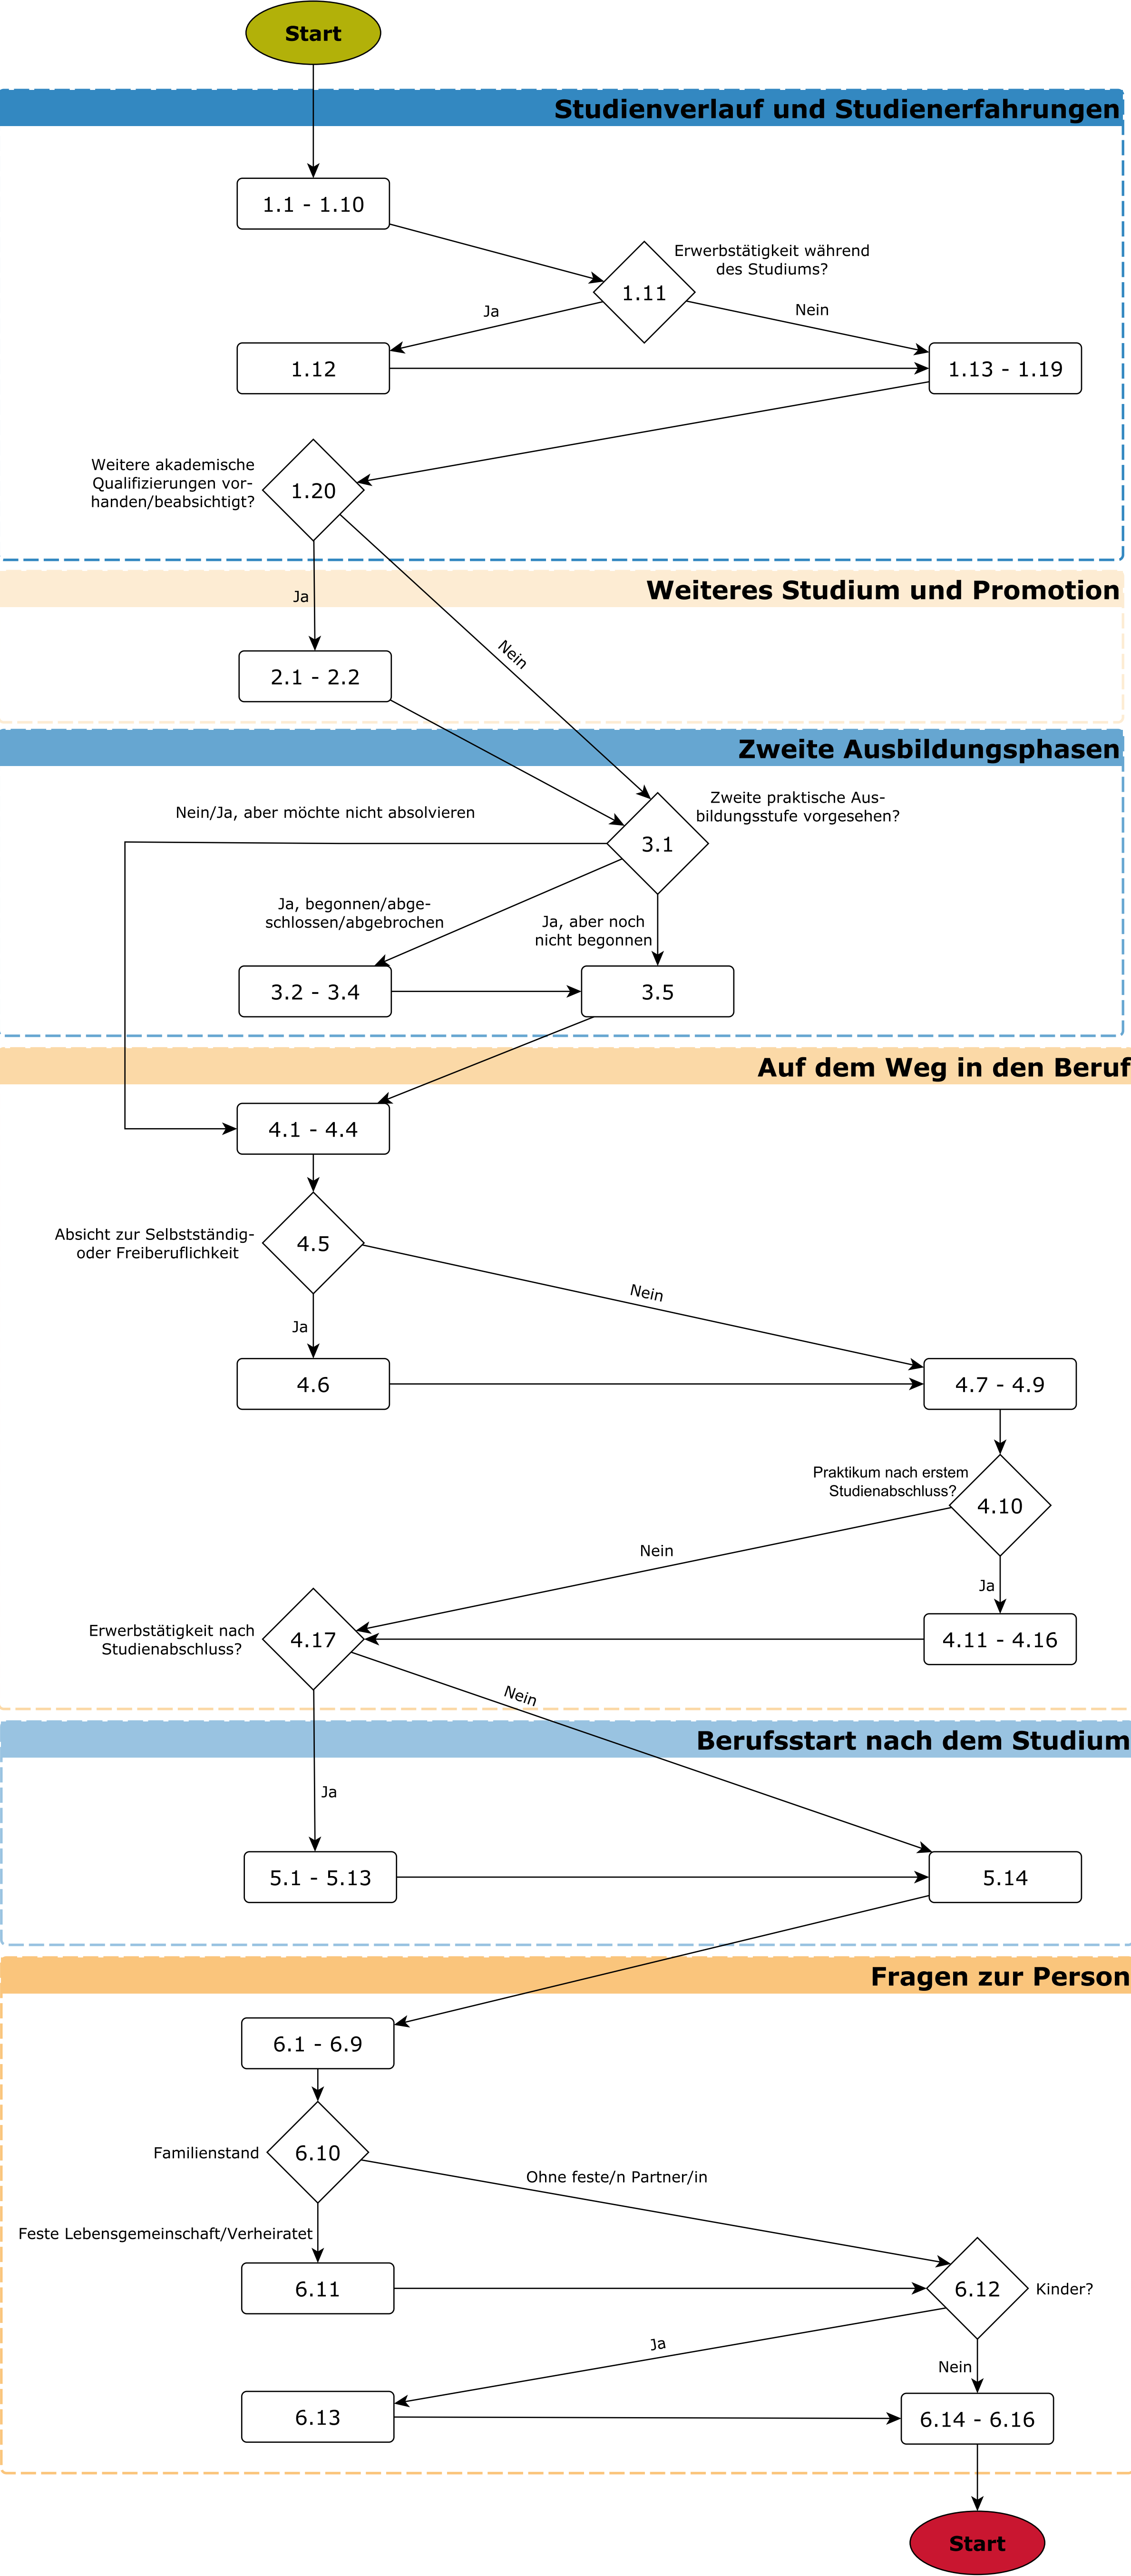 Start
Studienverlauf und Studienerfahrungen
1.1 - 1.10
Erwerbstätigkeit während
des Studiums?
1.11
Ja
Nein
1.12
1.13 - 1.19
Weitere akademische
Qualifizierungen vor-
handen/beabsichtigt?
1.20
Weiteres Studium und Promotion
Ja
Nein
2.1 - 2.2
Zweite Ausbildungsphasen
Nein/Ja, aber möchte nicht absolvieren
Zweite praktische Aus-
bildungsstufe vorgesehen?
3.1
Ja, begonnen/abge-
schlossen/abgebrochen
Ja, aber noch
nicht begonnen
3.2 - 3.4
3.5
Auf dem Weg in den Beruf
4.1 - 4.4
Absicht zur Selbstständig-
oder Freiberuflichkeit
4.5
Nein
Ja
4.6
4.7 - 4.9
Praktikum nach erstem
Studienabschluss?
4.10
Nein
Ja
Erwerbstätigkeit nach
Studienabschluss?
4.17
4.11 - 4.16
Nein
Berufsstart nach dem Studium
Ja
5.1 - 5.13
5.14
Fragen zur Person
6.1 - 6.9
Familienstand
6.10
Ohne feste/n Partner/in
Feste Lebensgemeinschaft/Verheiratet
6.11
6.12
Kinder?
Ja
Nein
6.13
6.14 - 6.16
Start